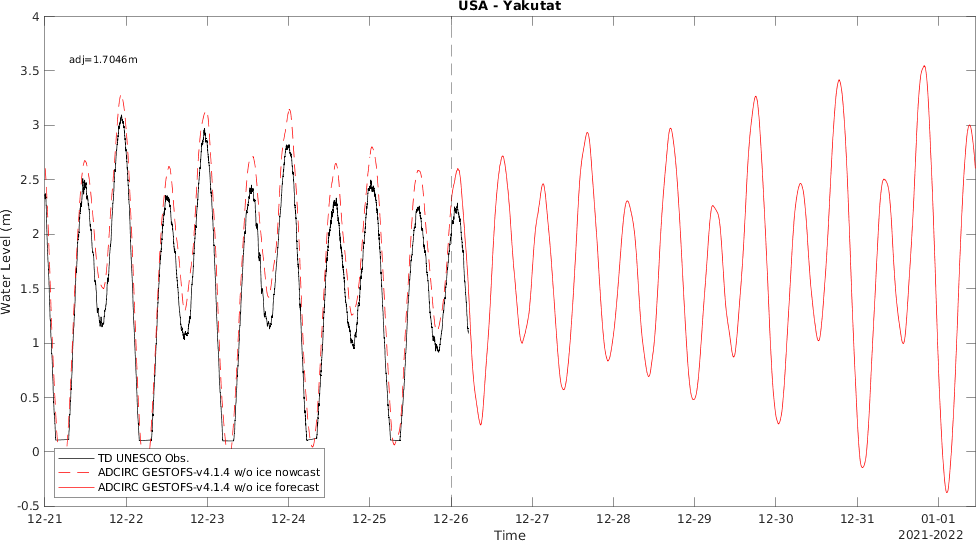 USA - Yakutat
adj=1.7046m
4
3.5
3
2.5
2
1.5
1
0.5
0
-0.5
Water Level (m)
TD UNESCO Obs.
ADCIRC GESTOFS-v4.1.4 w/o ice nowcast
ADCIRC GESTOFS-v4.1.4 w/o ice forecast
12-21 12-22 12-23 12-24 12-25 12-26 12-27 12-28 12-29 12-30 12-31 01-01
Time
2021-2022